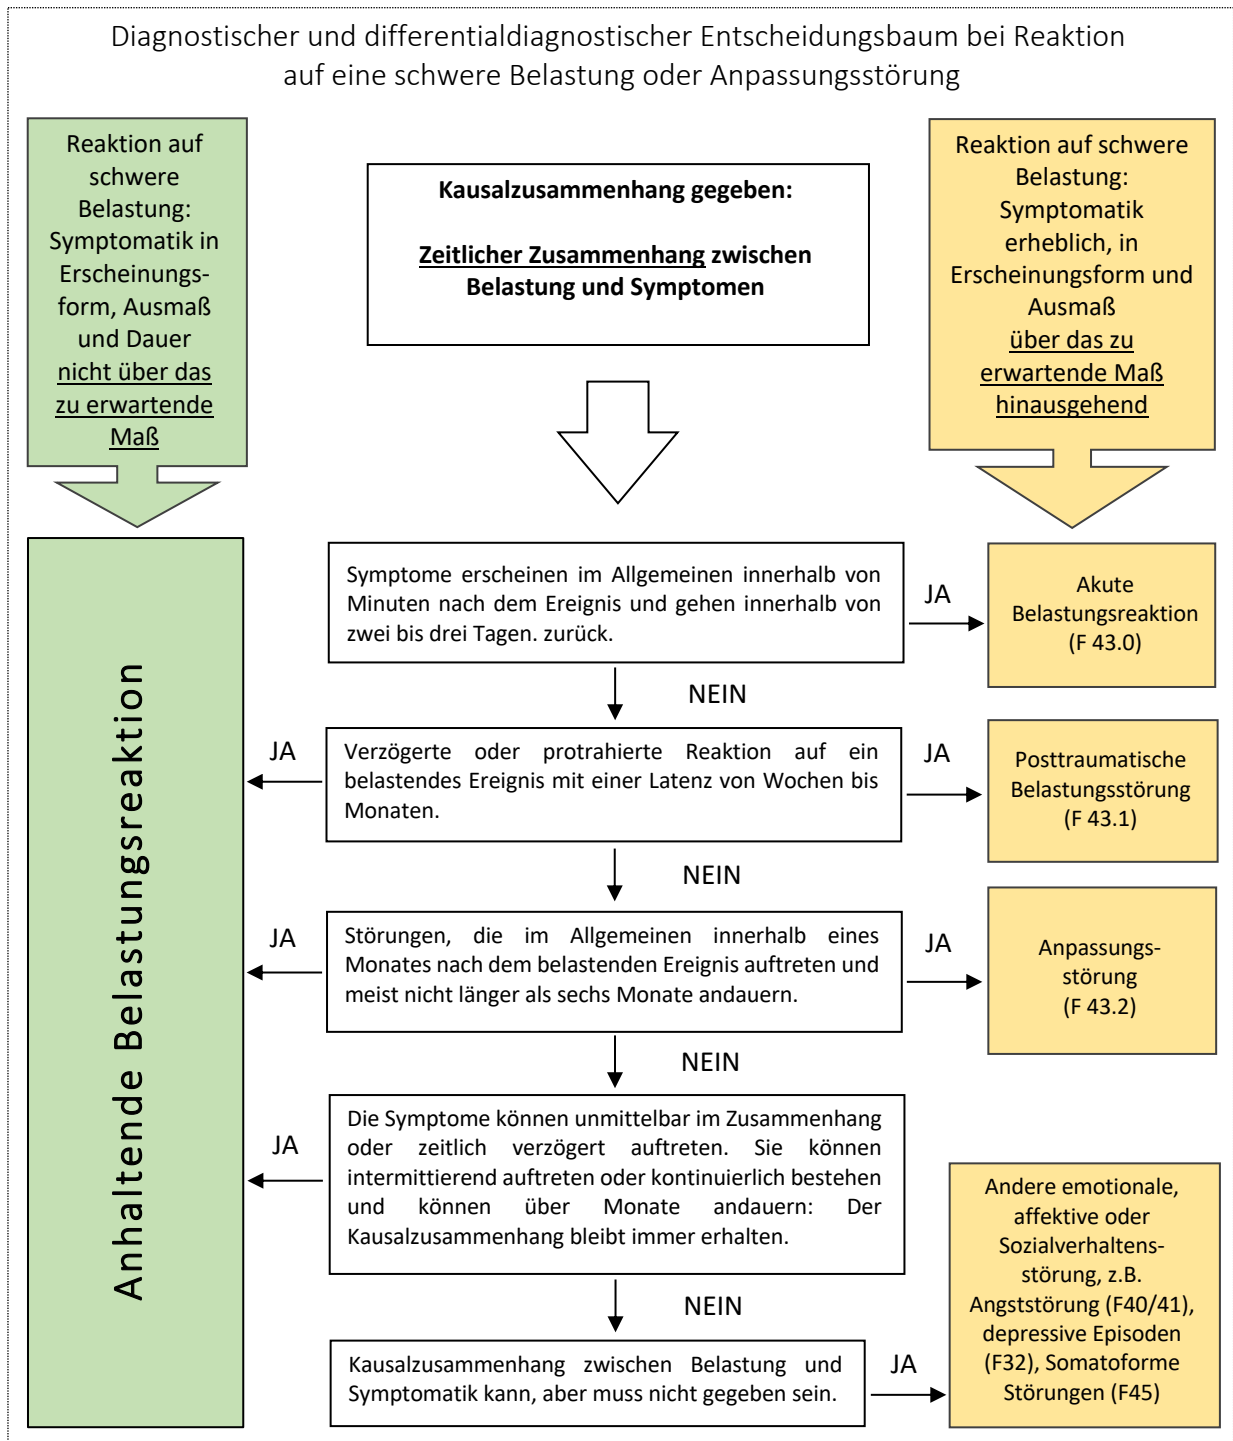 Diagnostischer und differentialdiagnostischer Entscheidungsbaum bei Reaktion
auf eine schwere Belastung oder Anpassungsstörung
Reaktion auf
schwere
Belastung:
Symptomatik in
Erscheinungs-
form, Ausmaß
und Dauer
nicht über das
zu erwartende
Maß
Kausalzusammenhang gegeben:
Zeitlicher Zusammenhang zwischen
Belastung und Symptomen
Reaktion auf schwere
Belastung:
Symptomatik
erheblich, in
Erscheinungsform und
Ausmaß
über das zu
erwartende Maß
hinausgehend
Anhaltende Belastungsreaktion
Symptome erscheinen im Allgemeinen innerhalb von
Minuten nach dem Ereignis und gehen innerhalb von
zwei bis drei Tagen. zurück.
JA
Akute
Belastungsreaktion
(F 43.0)
NEIN
JA
Verzögerte oder protrahierte Reaktion auf ein
belastendes Ereignis mit einer Latenz von Wochen bis
Monaten.
JA
Posttraumatische
Belastungsstörung
(F 43.1)
NEIN
JA
Störungen, die im Allgemeinen innerhalb eines
Monates nach dem belastenden Ereignis auftreten und
meist nicht länger als sechs Monate andauern.
JA
Anpassungs-
störung
(F 43.2)
NEIN
JA
Die Symptome können unmittelbar im Zusammenhang
oder zeitlich verzögert auftreten. Sie können
intermittierend auftreten oder kontinuierlich bestehen
und können über Monate andauern: Der
Kausalzusammenhang bleibt immer erhalten.
NEIN
Kausalzusammenhang zwischen Belastung und
Symptomatik kann, aber muss nicht gegeben sein.
JA
Andere emotionale,
affektive oder
Sozialverhaltens-
störung, z.B.
Angststörung (F40/41),
depressive Episoden
(F32), Somatoforme
Störungen (F45)